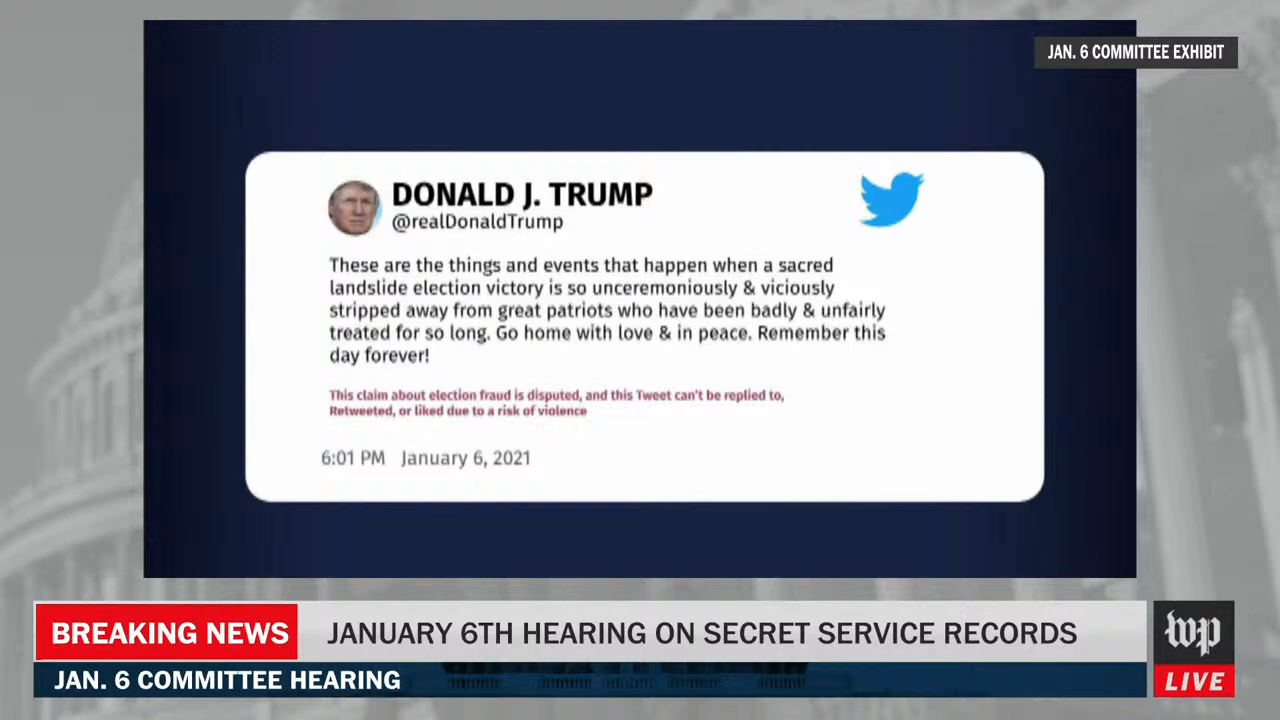 JAN. 6 COMMITTEE EXHIBIT
DONALD J. TRUMP
@realDonaldTrump
These are the things and events that happen when a sacred
landslide election victory is so unceremoniously & viciously
stripped away from great patriots who have been badly & unfairly
treated for so long. Go home with love & in peace. Remember this
day forever!
This claim about election fraud is disputed, and this Tweet can't be replied to,
Retweeted, or liked due to a risk of violence
6:01 PM January 6, 2021
BREAKING NEWS
JANUARY 6TH HEARING ON SECRET SERVICE RECORDS
wp
JAN. 6 COMMITTEE HEARING
LIVE